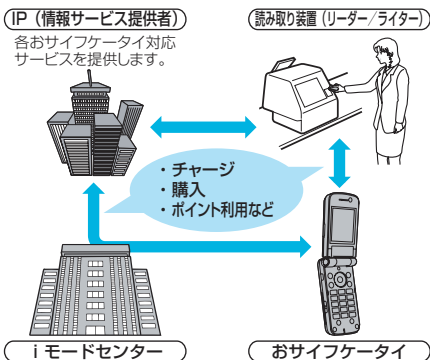 IP（情報サービス提供者）
各おサイフケータイ対応
サービスを提供します。
読み取り装置（リーダー／ライター）
・チャージ
・購入
・ポイント利用など
iモードセンター
おサイフケータイ